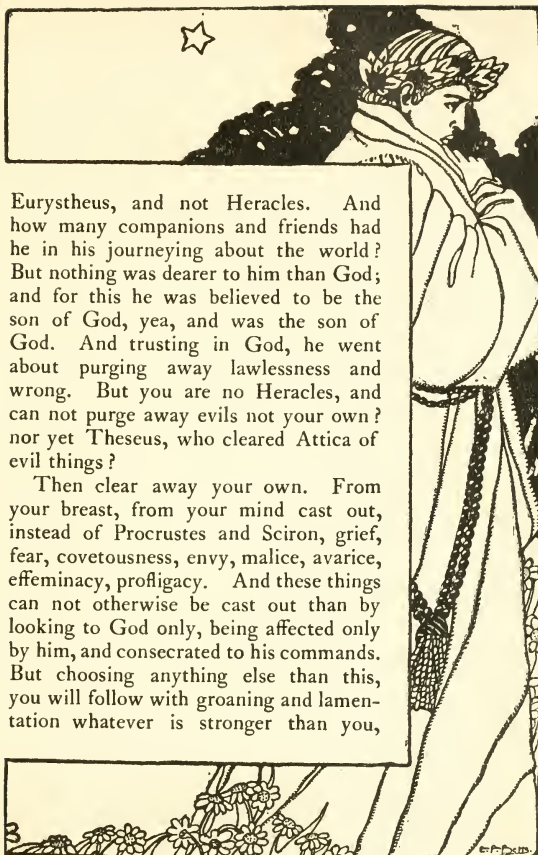 Eurystheus, and not Heracles. And
how many companions and friends had
he in his journeying about the world?
But nothing was dearer to him than God;
and for this he was believed to be the
son of God, yea, and was the son of
God. And trusting in God, he went
about purging away lawlessness and
wrong. But you are no Heracles, and
can not purge away evils not your own?
nor yet Theseus, who cleared Attica of
evil things?
Then clear away your own. From
your breast, from your mind cast out,
instead of Procrustes and Sciron, grief,
fear, covetousness, envy, malice, avarice,
effeminacy, profligacy. And these things
can not otherwise be cast out than by
looking to God only, being affected only
by him, and consecrated to his commands.
But choosing anything else than this,
you will follow with groaning and lamen-
tation whatever is stronger than you,